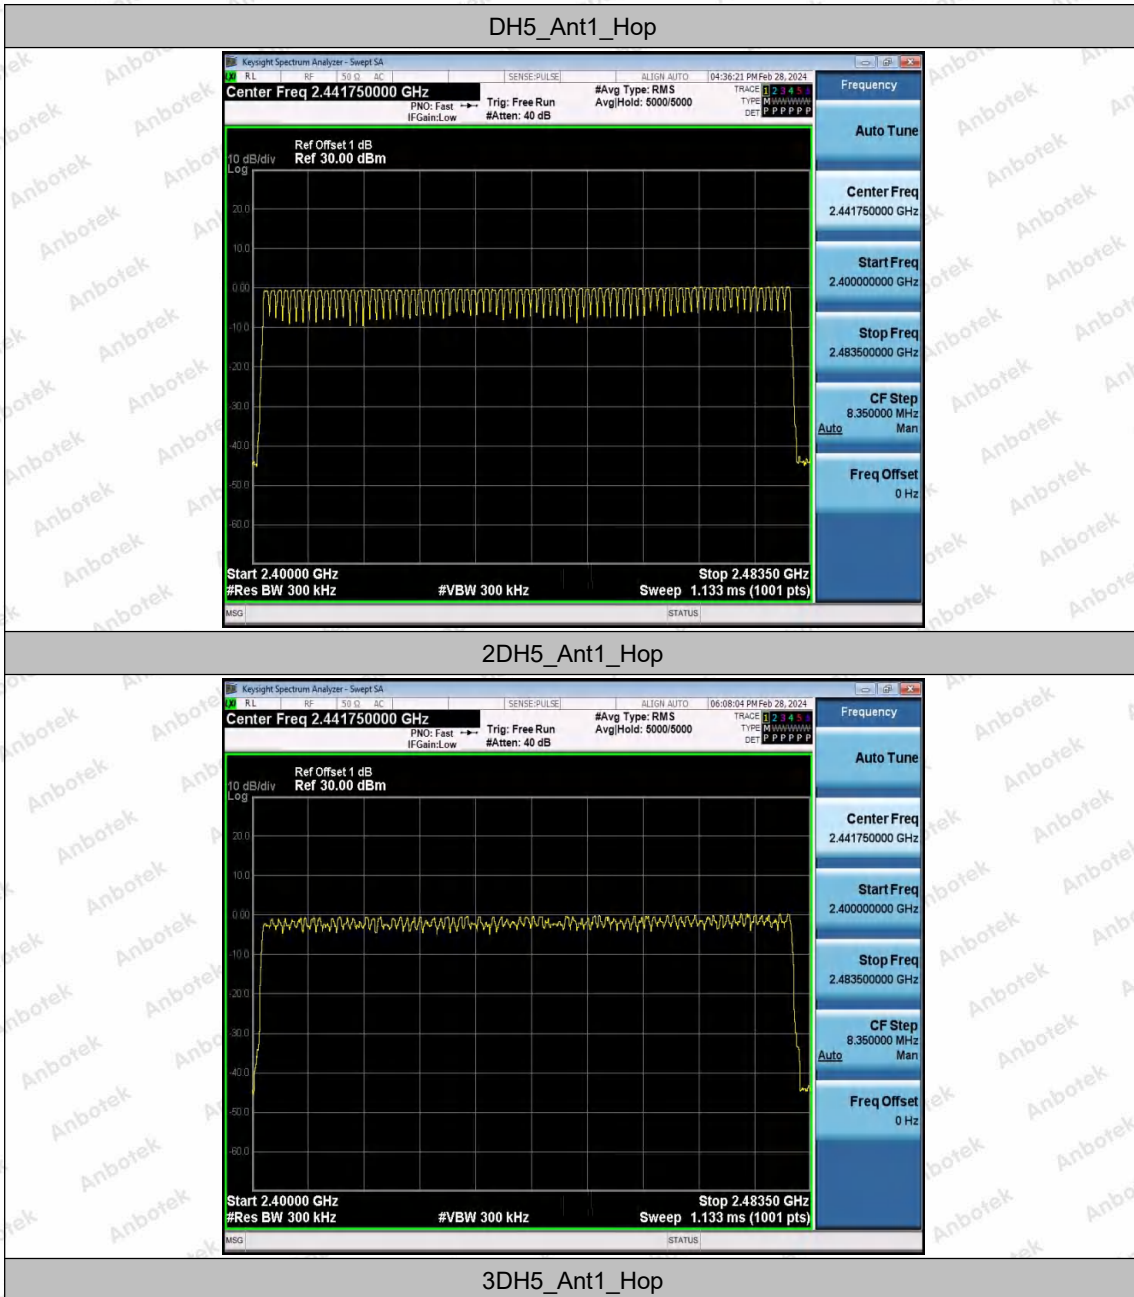 DH5_Ant1_Hop
Keysight Spectrum Analyzer - Swept SA
RL RF 50 Ω AC SENSE:PULSE ALIGN AUTO 04:36:21 PM Feb 28, 2024
Center Freq 2.441750000 GHz
PNO: Fast
IFGain:Low
Trig: Free Run
#Atten: 40 dB
#Avg Type: RMS
Avg|Hold: 5000/5000
TRACE 1 2 3 4 5 6
TYPE M WWWWW
DET P P P P P P
Ref Offset 1 dB
10 dB/div Ref 30.00 dBm
Log
20.0
10.0
0.00
-10.0
-20.0
-30.0
-40.0
-50.0
-60.0
Start 2.40000 GHz Stop 2.48350 GHz
#Res BW 300 kHz #VBW 300 kHz Sweep 1.133 ms (1001 pts)
MSG STATUS
Frequency
Auto Tune
Center Freq
2.441750000 GHz
Start Freq
2.400000000 GHz
Stop Freq
2.483500000 GHz
CF Step
8.350000 MHz
Auto Man
Freq Offset
0 Hz
2DH5_Ant1_Hop
Keysight Spectrum Analyzer - Swept SA
RL RF 50 Ω AC SENSE:PULSE ALIGN AUTO 06:08:04 PM Feb 28, 2024
Center Freq 2.441750000 GHz
PNO: Fast
IFGain:Low
Trig: Free Run
#Atten: 40 dB
#Avg Type: RMS
Avg|Hold: 5000/5000
TRACE 1 2 3 4 5 6
TYPE M WWWWW
DET P P P P P P
Ref Offset 1 dB
10 dB/div Ref 30.00 dBm
Log
20.0
10.0
0.00
-10.0
-20.0
-30.0
-40.0
-50.0
-60.0
Start 2.40000 GHz Stop 2.48350 GHz
#Res BW 300 kHz #VBW 300 kHz Sweep 1.133 ms (1001 pts)
MSG STATUS
Frequency
Auto Tune
Center Freq
2.441750000 GHz
Start Freq
2.400000000 GHz
Stop Freq
2.483500000 GHz
CF Step
8.350000 MHz
Auto Man
Freq Offset
0 Hz
3DH5_Ant1_Hop
Anbotek